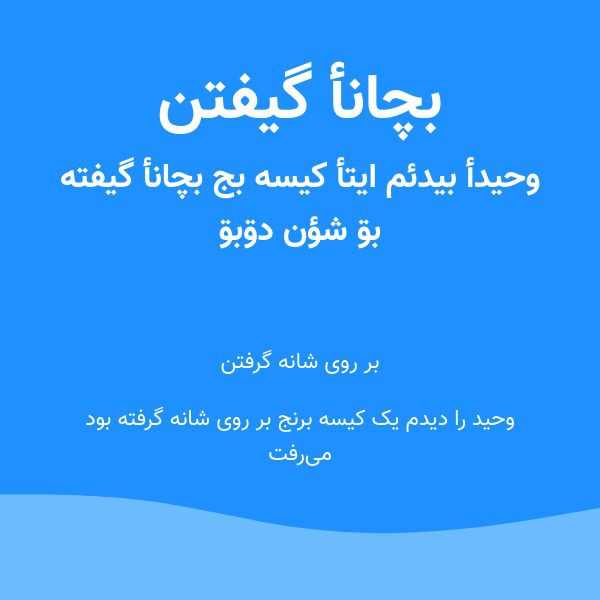 بچانأ گیفتن
وحیدأ بیدئم ایتأ کیسه بج بچانأ گیفته
بۊ شؤن دۊبۊ
بر روی شانه گرفتن
وحید را دیدم یک کیسه برنج بر روی شانه گرفته بود
می‌رفت